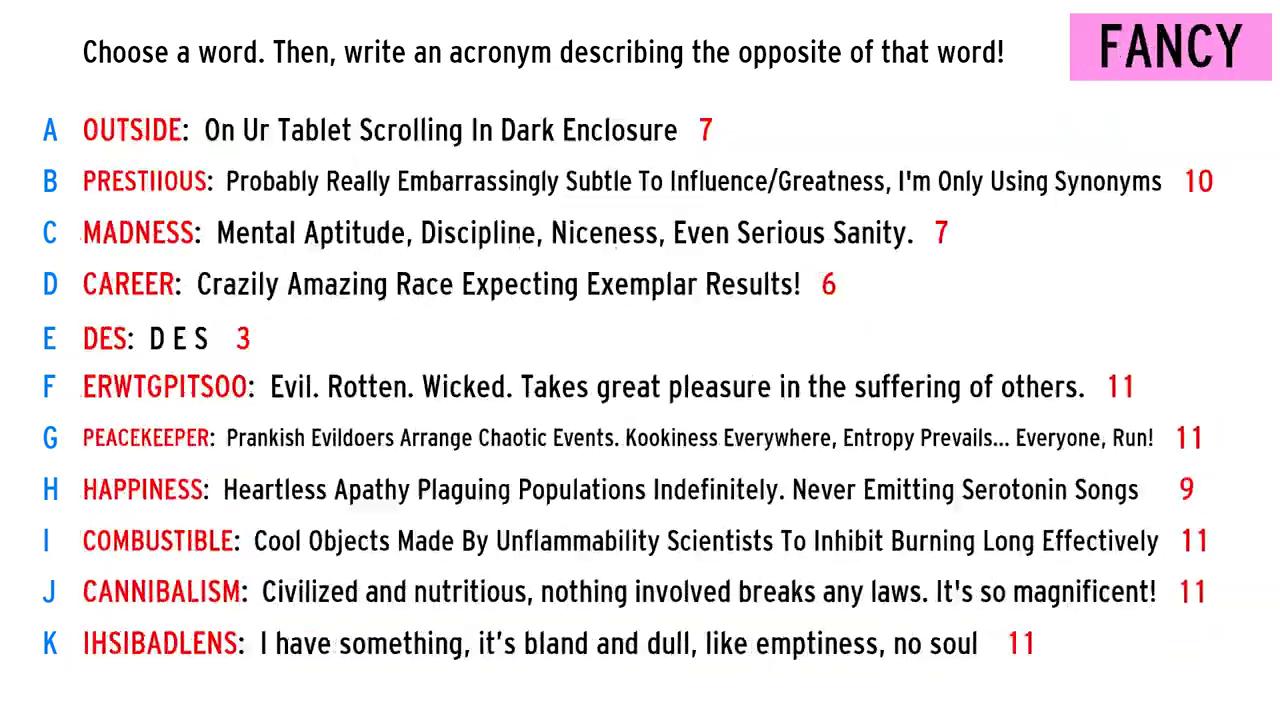 Choose a word. Then, write an acronym describing the opposite of that word!
FANCY
A OUTSIDE: On Ur Tablet Scrolling In Dark Enclosure 7
B PRESTIIOUS: Probably Really Embarrassingly Subtle To Influence/Greatness, I'm Only Using Synonyms 10
C MADNESS: Mental Aptitude, Discipline, Niceness, Even Serious Sanity. 7
D CAREER: Crazily Amazing Race Expecting Exemplar Results! 6
E DES: D E S 3
F ERWTGPITSOO: Evil. Rotten. Wicked. Takes great pleasure in the suffering of others. 11
G PEACEKEEPER: Prankish Evildoers Arrange Chaotic Events. Kookiness Everywhere, Entropy Prevails... Everyone, Run! 11
H HAPPINESS: Heartless Apathy Plaguing Populations Indefinitely. Never Emitting Serotonin Songs 9
I COMBUSTIBLE: Cool Objects Made By Unflammability Scientists To Inhibit Burning Long Effectively 11
J CANNIBALISM: Civilized and nutritious, nothing involved breaks any laws. It's so magnificent! 11
K IHSIBADLENS: I have something, it’s bland and dull, like emptiness, no soul 11